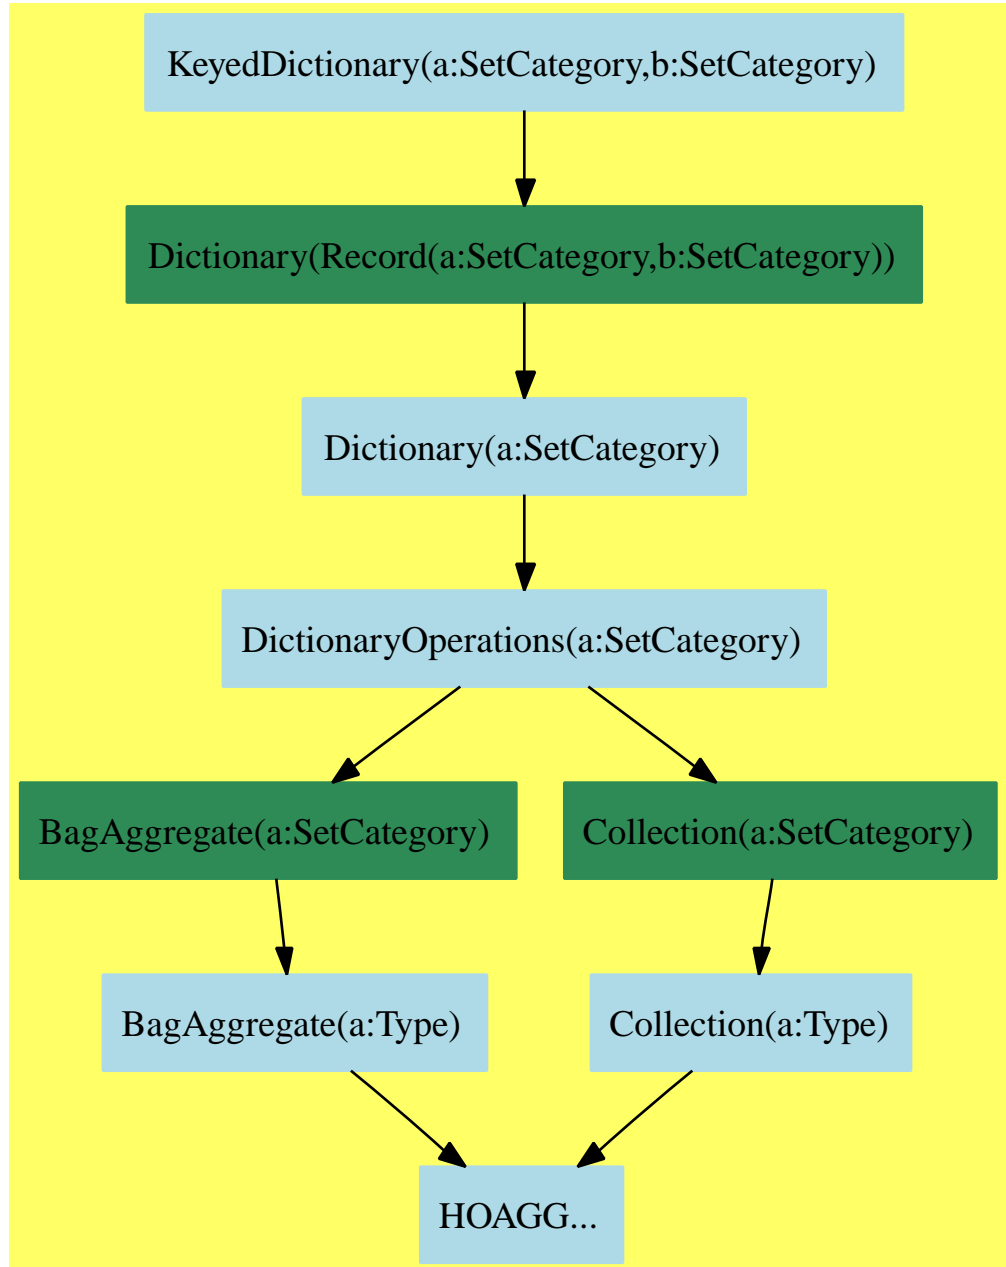 KeyedDictionary(a:SetCategory,b:SetCategory)
Dictionary(Record(a:SetCategory,b:SetCategory))
Dictionary(a:SetCategory)
DictionaryOperations(a:SetCategory)
BagAggregate(a:SetCategory)
Collection(a:SetCategory)
BagAggregate(a:Type)
Collection(a:Type)
HOAGG...